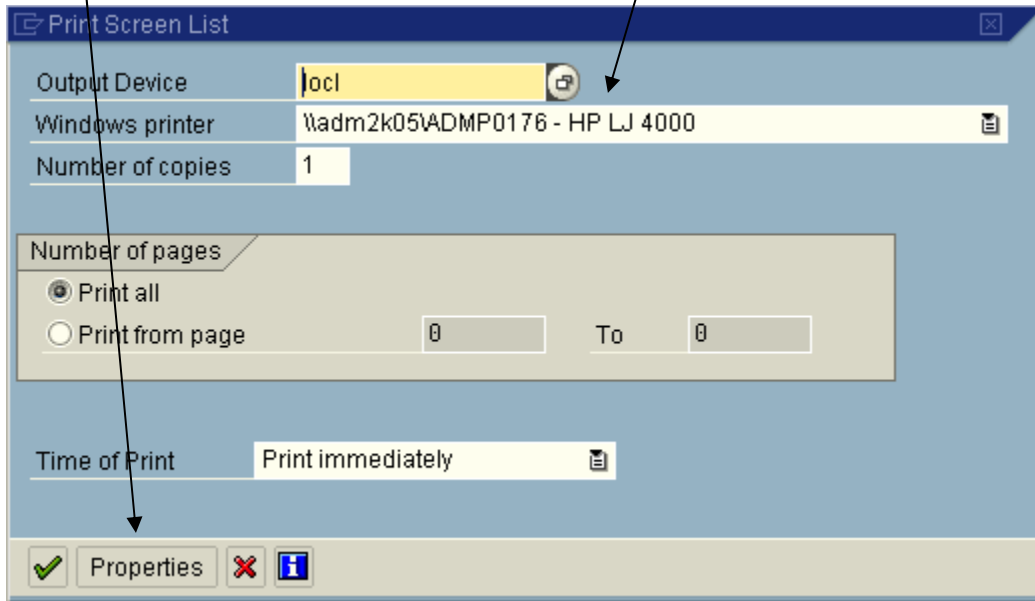 Print Screen List
Output Device locl
Windows printer \\adm2k05\ADMP0176 - HP LJ 4000
Number of copies 1
Number of pages
Print all
Print from page 0 To 0
Time of Print Print immediately
Properties